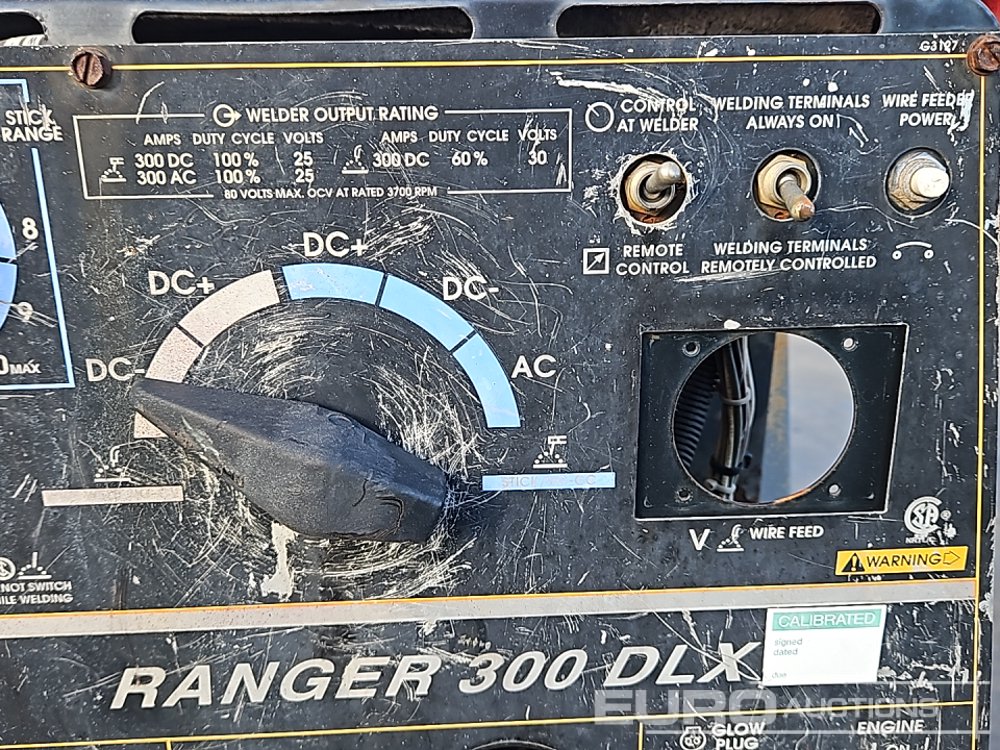 G3127
STICK
RANGE
8
9
MAX
WELDER OUTPUT RATING
AMPS DUTY CYCLE VOLTS
300 DC 100% 25
300 AC 100% 25
AMPS DUTY CYCLE VOLTS
300 DC 60% 30
80 VOLTS MAX. OCV AT RATED 3700 RPM
CONTROL
AT WELDER
WELDING TERMINALS
ALWAYS ON
WIRE FEEDER
POWER
REMOTE
CONTROL
WELDING TERMINALS
REMOTELY CONTROLLED
DC-
DC+
DC+
DC-
AC
STICK
V WIRE FEED
WARNING
NOT SWITCH
WELDING
CALIBRATED
signed
dated
due
RANGER 300 DLX
EURO AUCTIONS
GLOW
PLUG
ENGINE